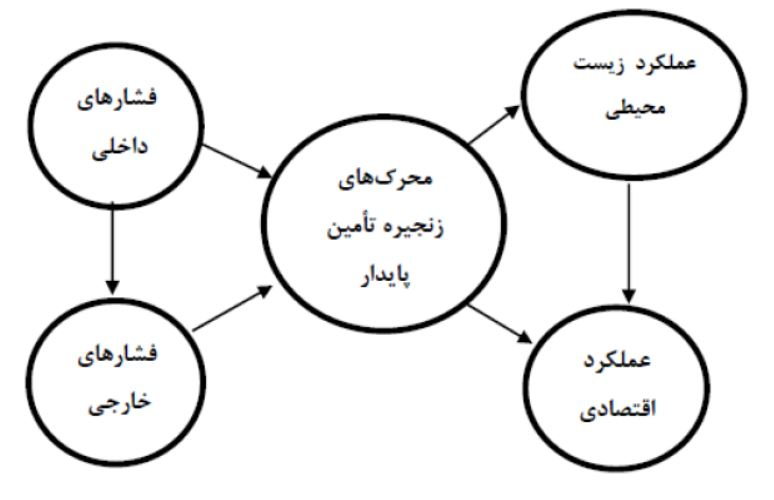 فشارهای
داخلی
فشارهای
خارجی
محرک‌های
زنجیره تأمین
پایدار
عملکرد زیست
محیطی
عملکرد
اقتصادی